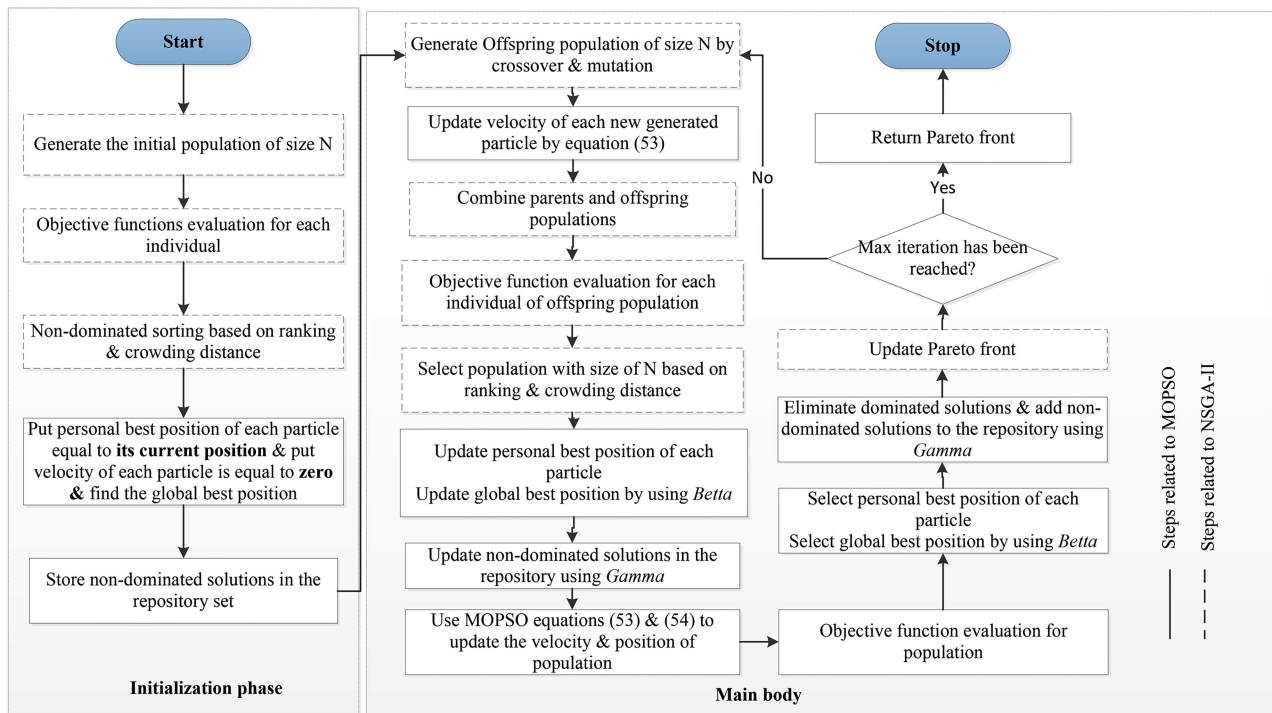 Start
Generate the initial population of size N
Objective functions evaluation for each
individual
Non-dominated sorting based on ranking
& crowding distance
Put personal best position of each particle
equal to its current position & put
velocity of each particle is equal to zero
& find the global best position
Store non-dominated solutions in the
repository set
Initialization phase
Generate Offspring population of size N by
crossover & mutation
Update velocity of each new generated
particle by equation (53)
Combine parents and offspring
populations
Objective function evaluation for each
individual of offspring population
Select population with size of N based on
ranking & crowding distance
Update personal best position of each
particle
Update global best position by using Betta
Update non-dominated solutions in the
repository using Gamma
Use MOPSO equations (53) & (54) to
update the velocity & position of
population
Objective function evaluation for
population
Select personal best position of each
particle
Select global best position by using Betta
Eliminate dominated solutions & add non-
dominated solutions to the repository using
Gamma
Update Pareto front
Max iteration has been
reached?
No
Yes
Return Pareto front
Stop
Main body
Steps related to MOPSO
Steps related to NSGA-II